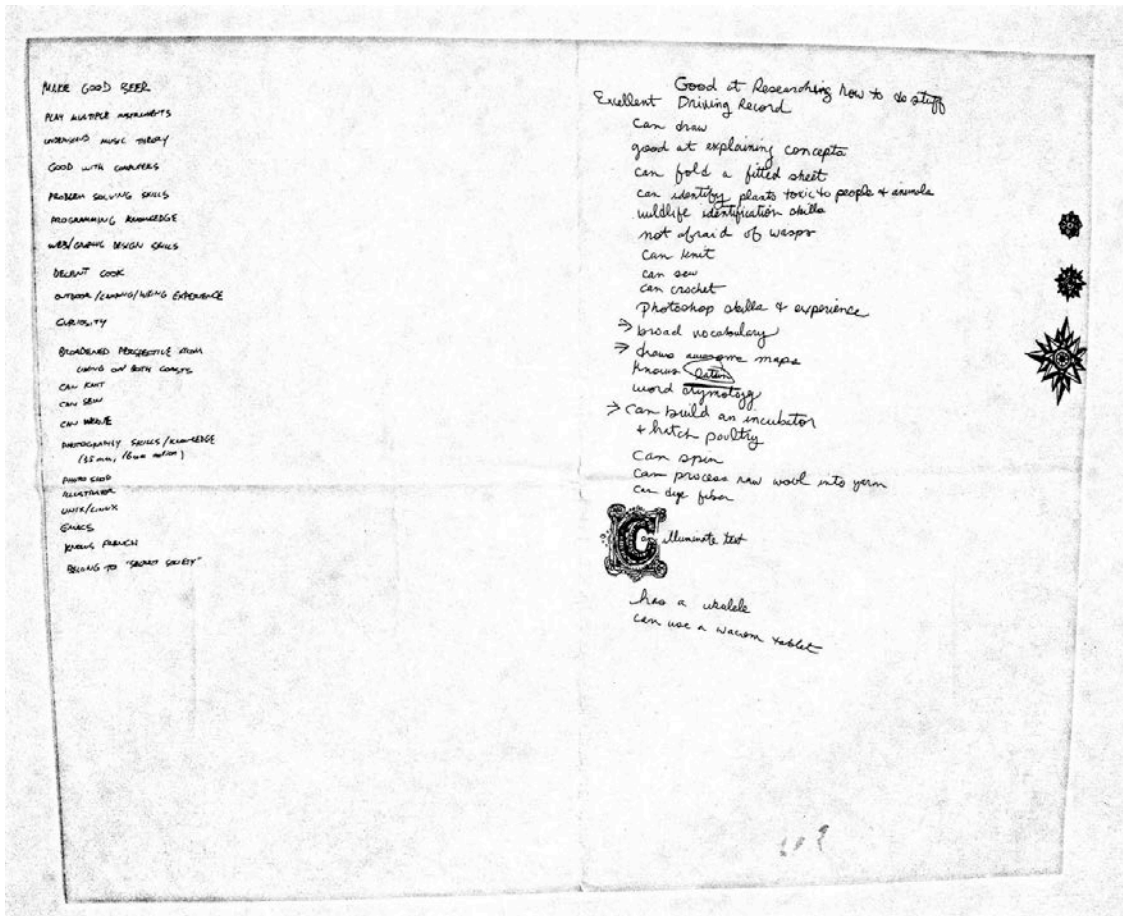 MAKE GOOD BEER
PLAY MULTIPLE INSTRUMENTS
UNDERSTAND MUSIC THEORY
GOOD WITH COMPUTERS
PROBLEM SOLVING SKILLS
PROGRAMMING KNOWLEDGE
WEB/GRAPHIC DESIGN SKILLS
DECENT COOK
OUTDOOR/CAMPING/HIKING EXPERIENCE
CURIOSITY
BROADENED PERSPECTIVE FROM
LIVING ON BOTH COASTS
CAN KNIT
CAN SEW
CAN WEAVE
PHOTOGRAPHY SKILLS/KNOWLEDGE
(35mm, 16mm motion)
PHOTOSHOP
ILLUSTRATOR
UNIX/LINUX
EMACS
KNOWS FRENCH
BELONG TO "SECRET SOCIETY"
Good at Researching how to do stuff
Excellent Driving Record
Can draw
good at explaining concepts
can fold a fitted sheet
can identify plants toxic to people + animals
wildlife identification skills
not afraid of wasps
can knit
can sew
can crochet
Photoshop skills + experience
→ broad vocabulary
→ draws awesome maps
knows Latin
word etymology
→ can build an incubator
+ hatch poultry
Can spin
can process raw wool into yarn
can dye fiber
Can illuminate text
has a ukulele
can use a wacom tablet